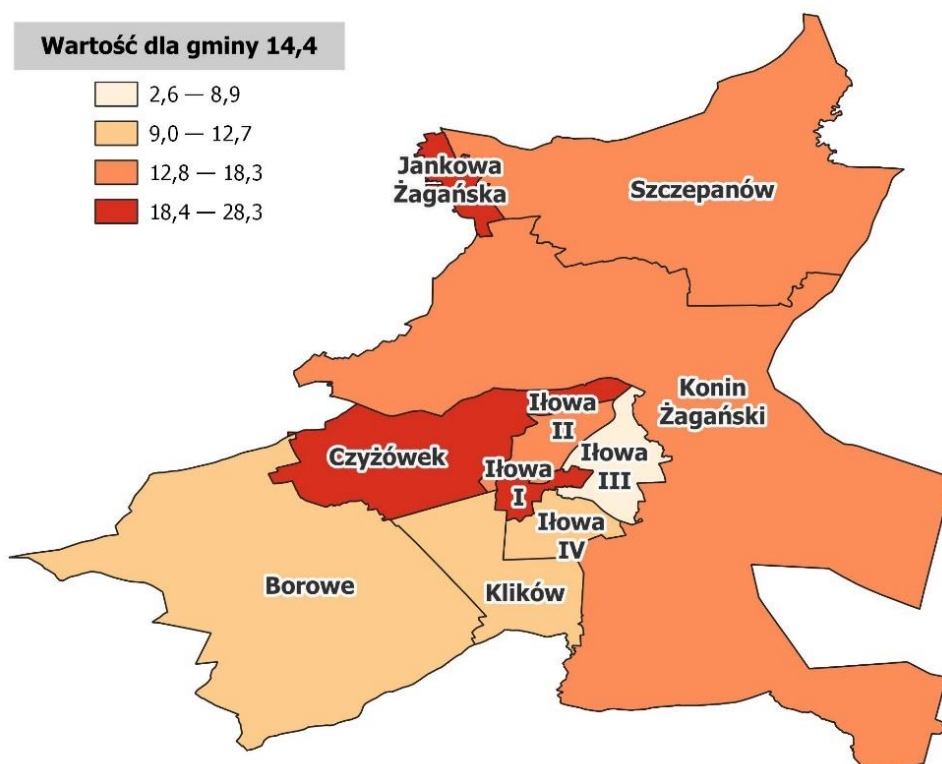 Wartość dla gminy 14,4
2,6 — 8,9
9,0 — 12,7
12,8 — 18,3
18,4 — 28,3
Jankowa
Żagańska
Szczepanów
Konin
Żagański
Iłowa
II
Czyżówek
Iłowa
III
Iłowa
I
Iłowa
IV
Borowe
Klików